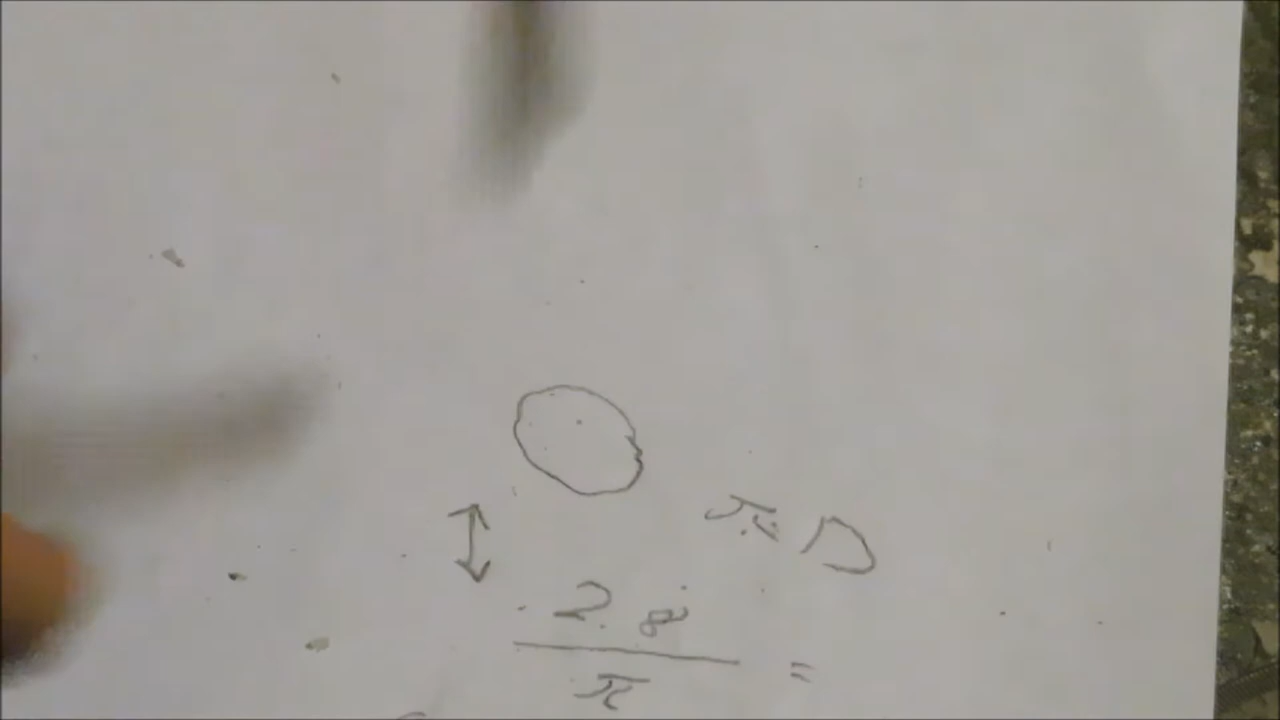 π × D
2.8
π =